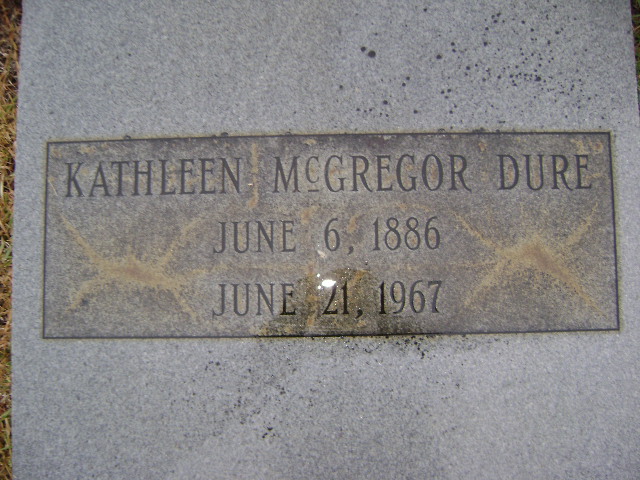 KATHLEEN McGREGOR DURE
JUNE 6, 1886
JUNE 21, 1967